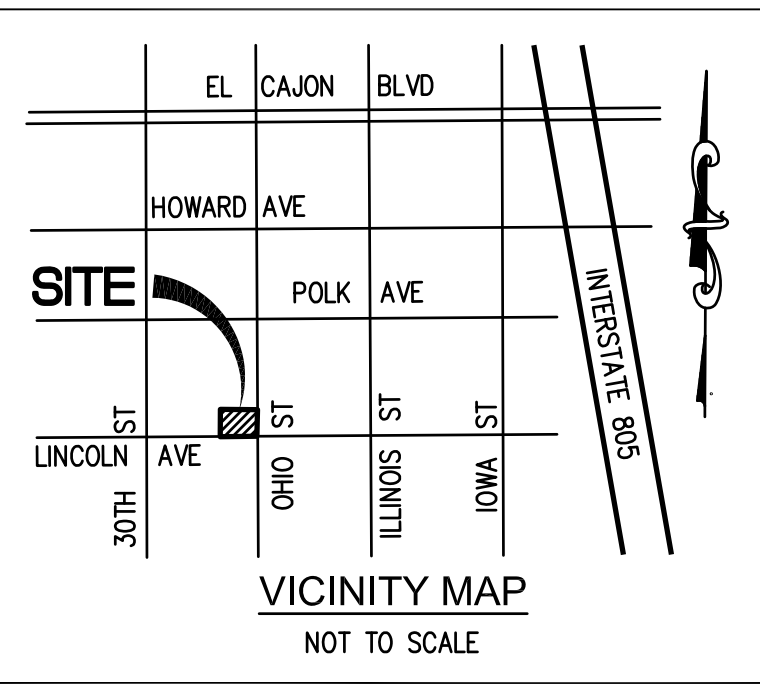 EL CAJON BLVD
HOWARD AVE
SITE
POLK AVE
INTERSTATE 805
LINCOLN AVE
30TH ST
OHIO ST
ILLINOIS ST
IOWA ST
VICINITY MAP
NOT TO SCALE